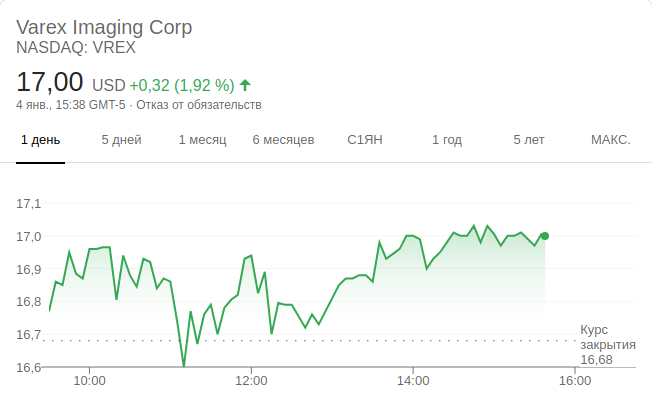 Varex Imaging Corp
NASDAQ: VREX
17,00 USD +0,32 (1,92 %)
4 янв., 15:38 GMT-5 · Отказ от обязательств
1 день 5 дней 1 месяц 6 месяцев С1ЯН 1 год 5 лет МАКС.
17,1
17,0
16,9
16,8
16,7
16,6
Курс
закрытия
16,68
10:00 12:00 14:00 16:00